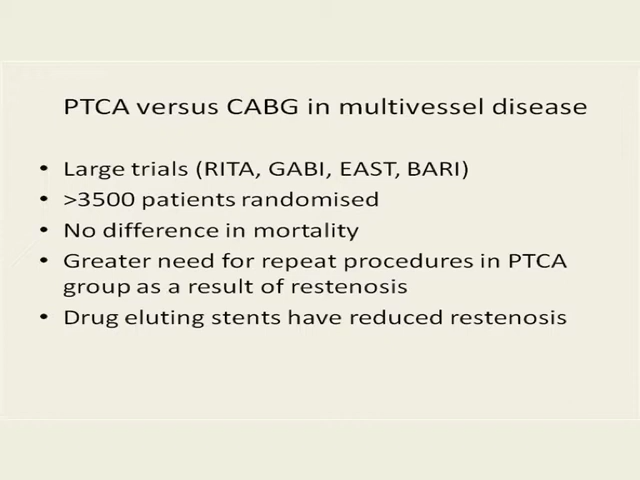 PTCA versus CABG in multivessel disease
• Large trials (RITA, GABI, EAST, BARI)
• >3500 patients randomised
• No difference in mortality
• Greater need for repeat procedures in PTCA
group as a result of restenosis
• Drug eluting stents have reduced restenosis